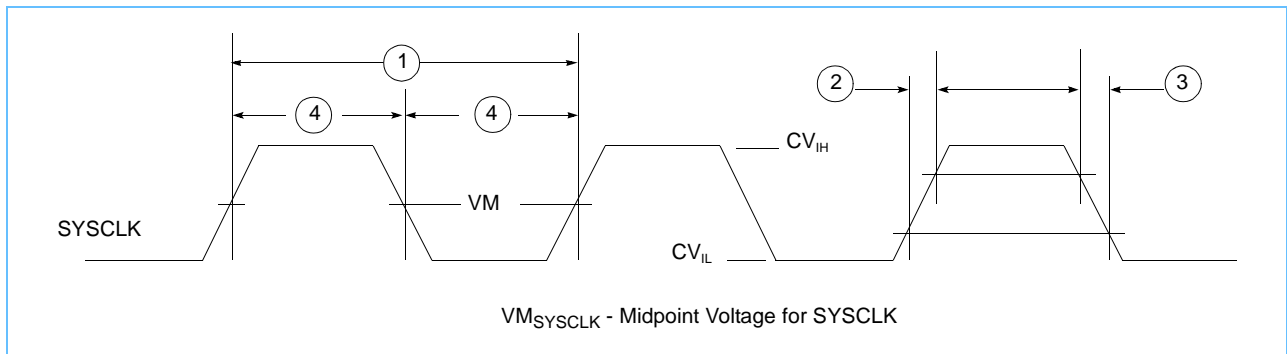 1
2
3
4
4
CV_IH
VM
SYSCLK
CV_IL
VM_SYSCLK - Midpoint Voltage for SYSCLK